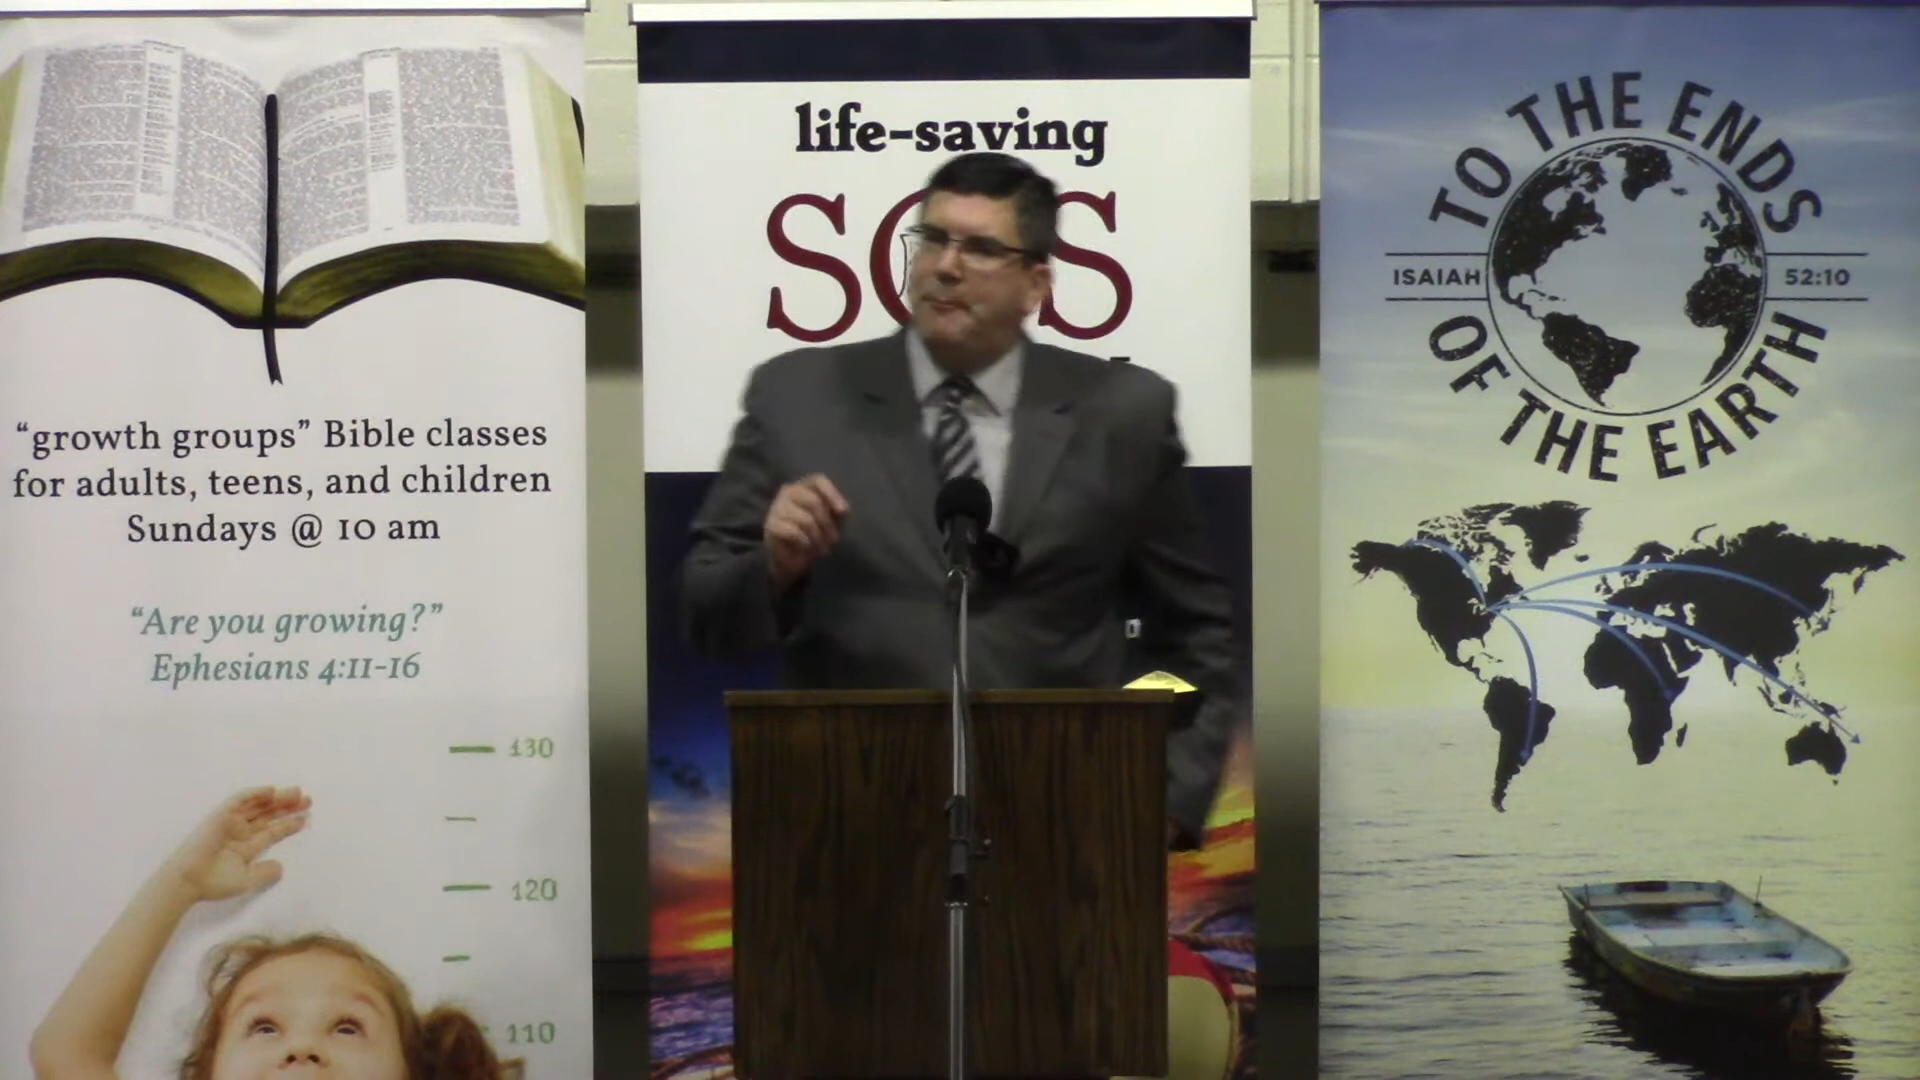 “growth groups” Bible classes
for adults, teens, and children
Sundays @ 10 am
“Are you growing?”
Ephesians 4:11-16
130
120
110
life-saving
S S
TO THE ENDS
ISAIAH 52:10
OF THE EARTH